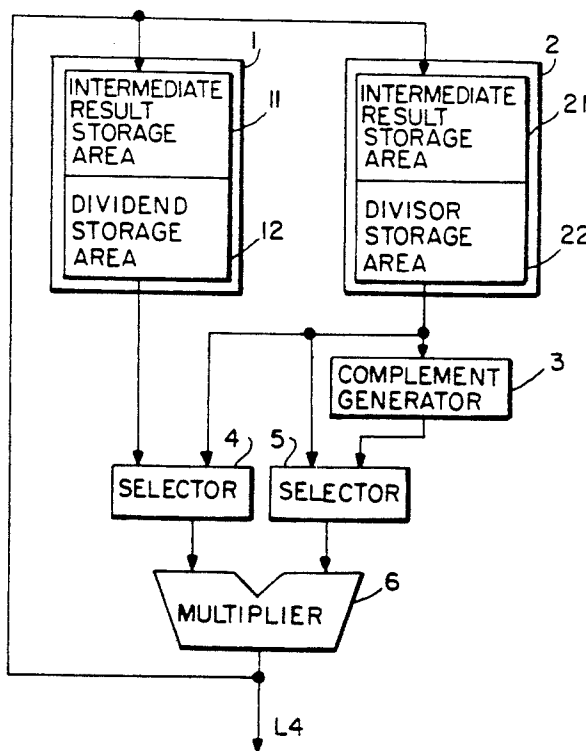 1
2
INTERMEDIATE
RESULT
STORAGE
AREA
11
DIVIDEND
STORAGE
AREA
12
INTERMEDIATE
RESULT
STORAGE
AREA
21
DIVISOR
STORAGE
AREA
22
COMPLEMENT
GENERATOR
3
4
SELECTOR
5
SELECTOR
MULTIPLIER
6
L4